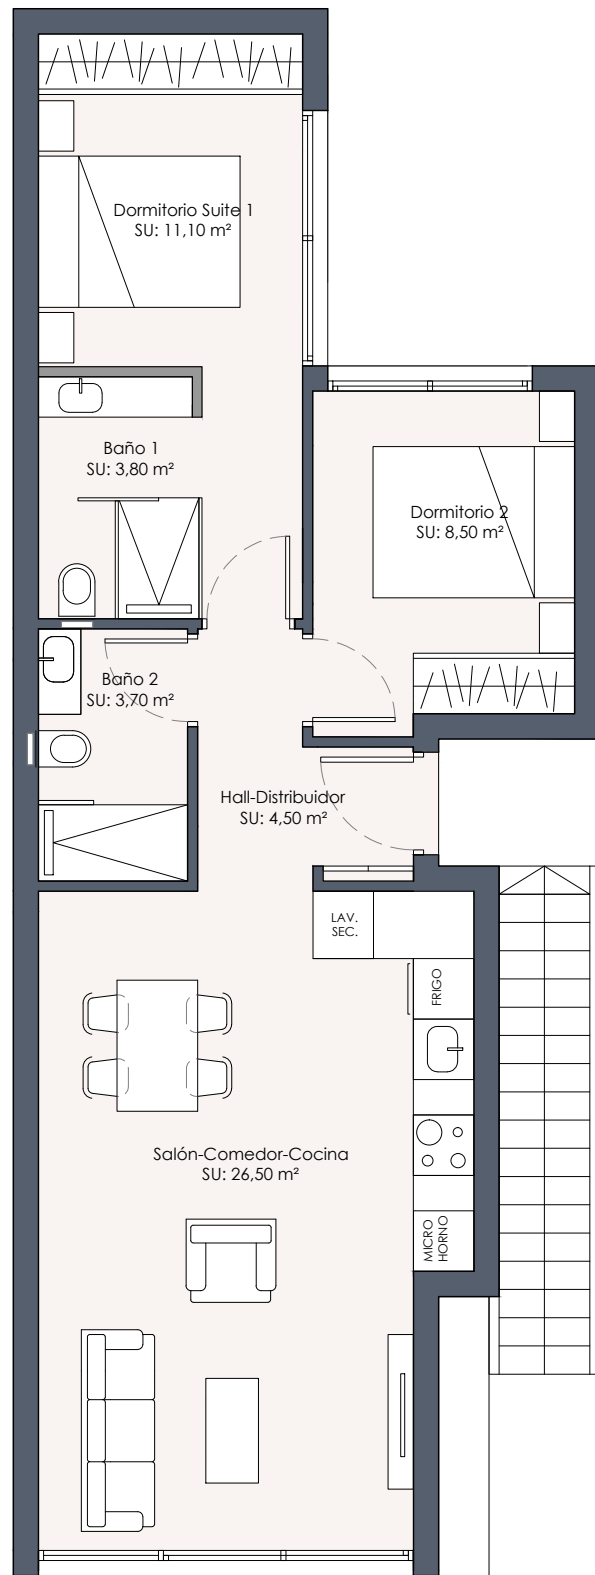 Dormitorio Suite 1
SU: 11,10 m²
Baño 1
SU: 3,80 m²
Dormitorio 2
SU: 8,50 m²
Baño 2
SU: 3,70 m²
Hall-Distribuidor
SU: 4,50 m²
LAV.
SEC.
FRIGO
Salón-Comedor-Cocina
SU: 26,50 m²
MICRO
HORNO